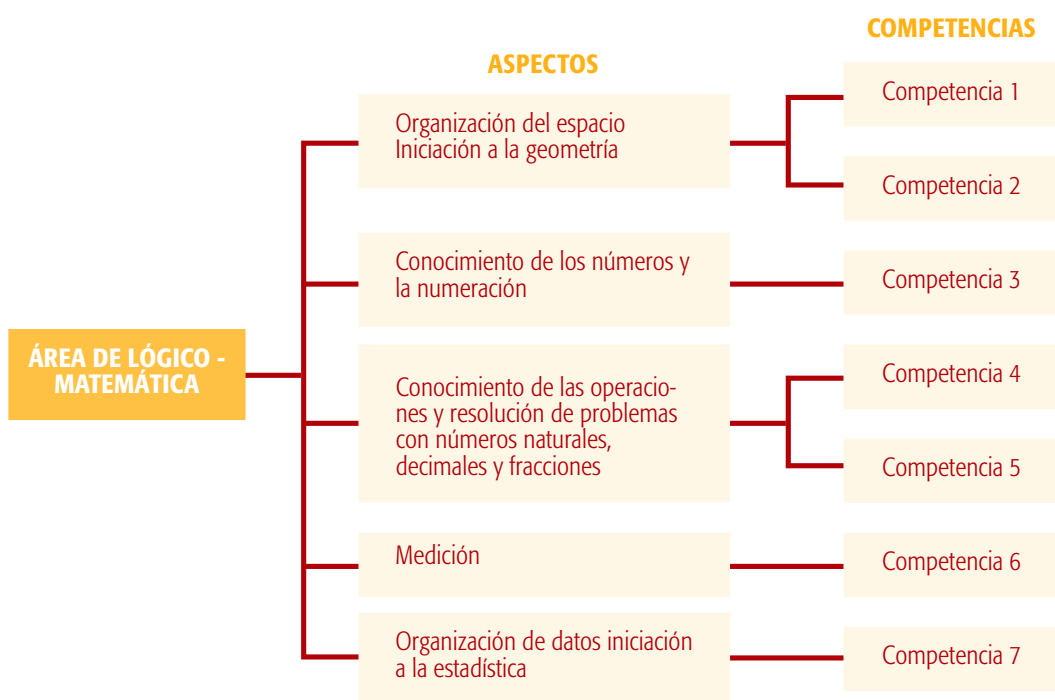 COMPETENCIAS
ASPECTOS
Competencia 1
Organización del espacio
Iniciación a la geometría
Competencia 2
Conocimiento de los números y
la numeración
Competencia 3
ÁREA DE LÓGICO -
MATEMÁTICA
Conocimiento de las operacio-
nes y resolución de problemas
con números naturales,
decimales y fracciones
Competencia 4
Competencia 5
Medición
Competencia 6
Organización de datos iniciación
a la estadística
Competencia 7